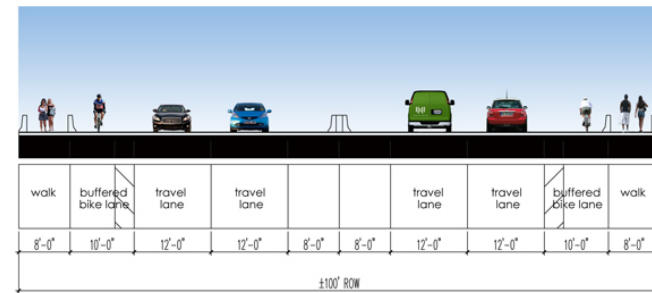 walk
buffered
bike lane
travel
lane
travel
lane
travel
lane
travel
lane
buffered
bike lane
walk
8'-0" 10'-0" 12'-0" 12'-0" 8'-0" 8'-0" 12'-0" 12'-0" 10'-0" 8'-0"
±100' ROW